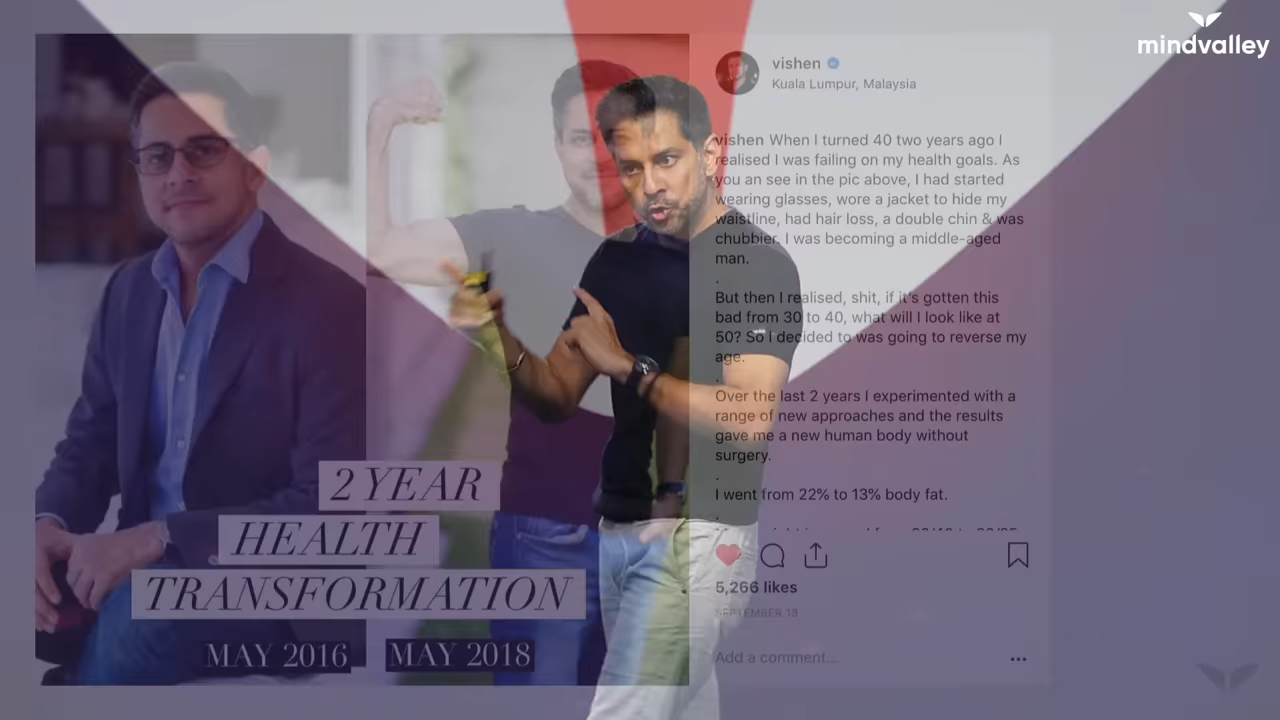 mindvalley
vishen
Kuala Lumpur, Malaysia
vishen When I turned 40 two years ago I
realised I was failing on my health goals. As
you an see in the pic above, I had started
wearing glasses, wore a jacket to hide my
waistline, had hair loss, a double chin & was
chubbier. I was becoming a middle-aged
man.
.
But then I realised, shit, if it's gotten this
bad from 30 to 40, what will I look like at
50? So I decided to was going to reverse my
age.
.
Over the last 2 years I experimented with a
range of new approaches and the results
gave me a new human body without
surgery.
.
I went from 22% to 13% body fat.
.
5,266 likes
SEPTEMBER 18
Add a comment...
2 YEAR
HEALTH
TRANSFORMATION
MAY 2016 MAY 2018